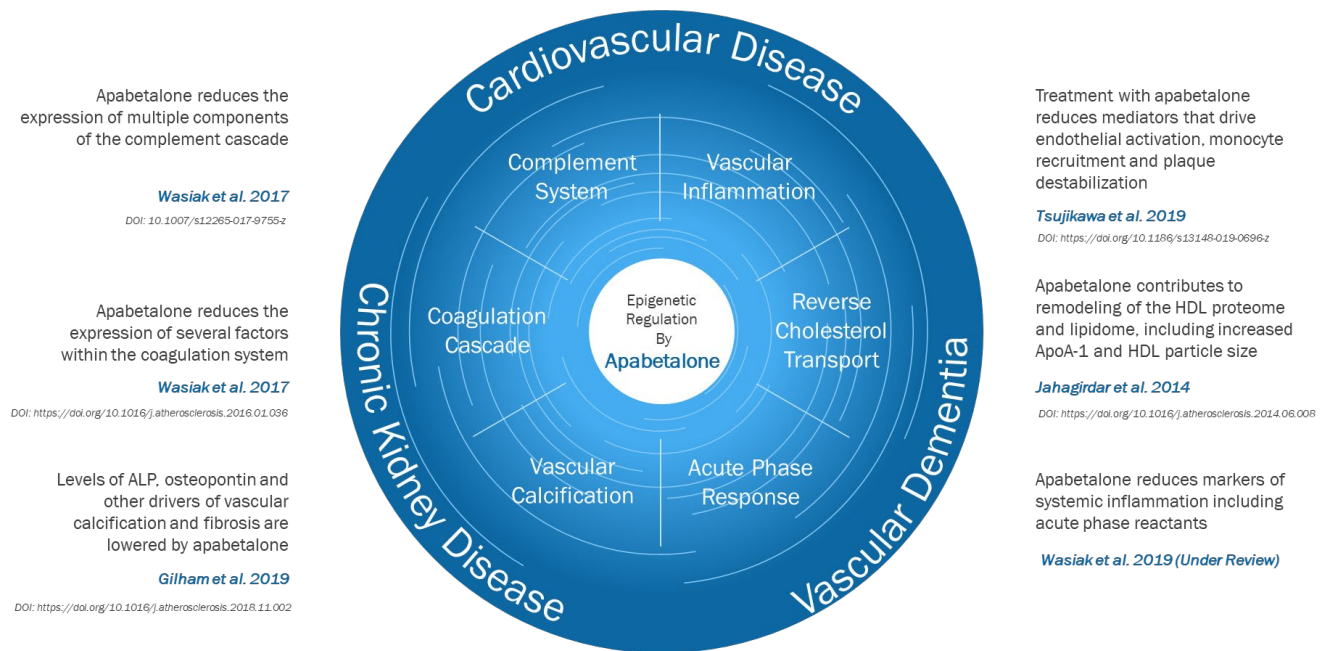 Apabetalone reduces the
expression of multiple components
of the complement cascade
Wasiak et al. 2017
DOI: 10.1007/s12265-017-9755-z
Apabetalone reduces the
expression of several factors
within the coagulation system
Wasiak et al. 2017
DOI: https://doi.org/10.1016/j.atherosclerosis.2016.01.036
Levels of ALP, osteopontin and
other drivers of vascular
calcification and fibrosis are
lowered by apabetalone
Gilham et al. 2019
DOI: https://doi.org/10.1016/j.atherosclerosis.2018.11.002
Cardiovascular Disease
Chronic Kidney Disease
Vascular Dementia
Complement
System
Vascular
Inflammation
Coagulation
Cascade
Epigenetic
Regulation
By
Apabetalone
Reverse
Cholesterol
Transport
Vascular
Calcification
Acute Phase
Response
Treatment with apabetalone
reduces mediators that drive
endothelial activation, monocyte
recruitment and plaque
destabilization
Tsujikawa et al. 2019
DOI: https://doi.org/10.1186/s13148-019-0696-z
Apabetalone contributes to
remodeling of the HDL proteome
and lipidome, including increased
ApoA-1 and HDL particle size
Jahagirdar et al. 2014
DOI: https://doi.org/10.1016/j.atherosclerosis.2014.06.008
Apabetalone reduces markers of
systemic inflammation including
acute phase reactants
Wasiak et al. 2019 (Under Review)